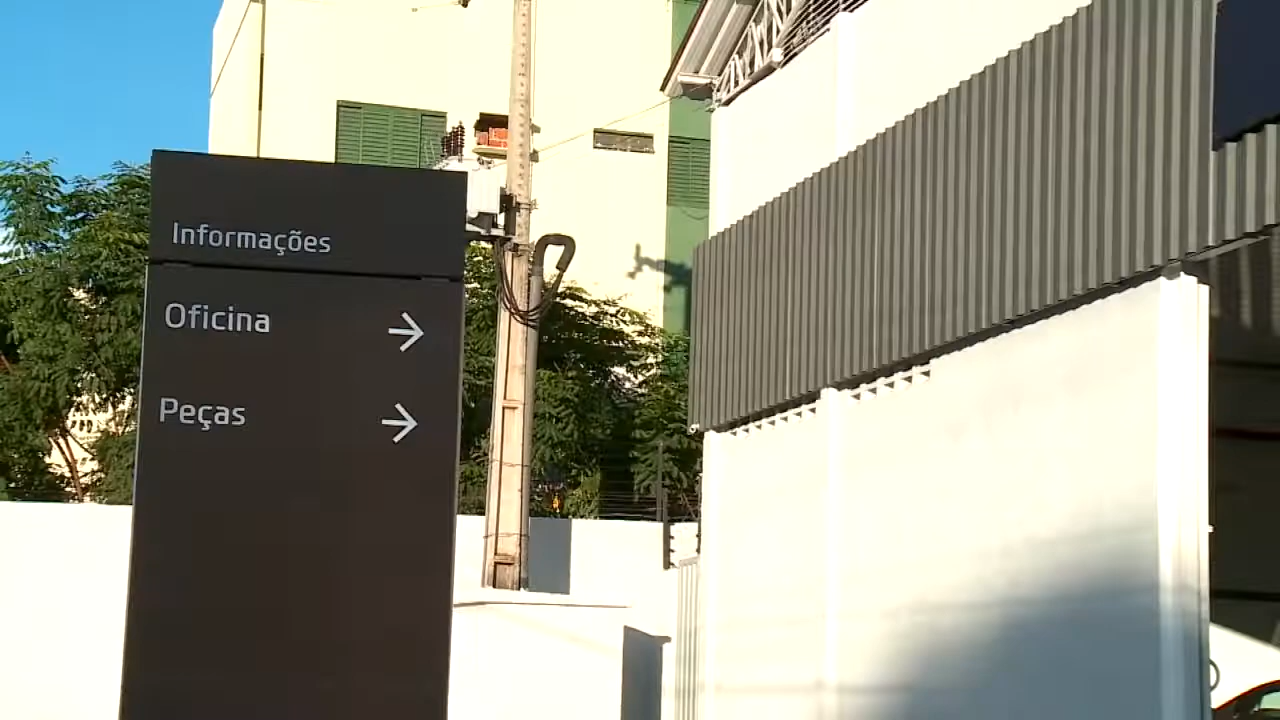 Informações
Oficina →
Peças →